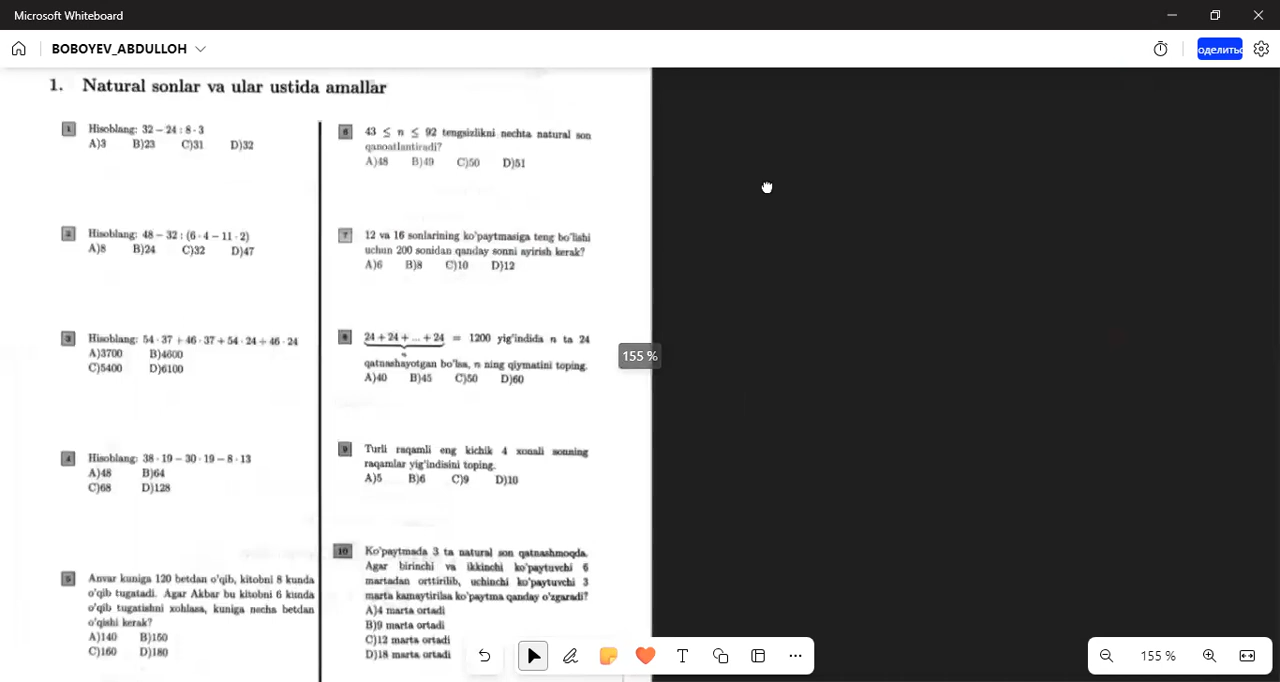 Microsoft Whiteboard
BOBOYEV_ABDULLOH
оделитьс
1. Natural sonlar va ular ustida amallar
1 Hisoblang: 32 − 24 : 8 · 3
A)3 B)23 C)31 D)32
2 Hisoblang: 48 − 32 : (6 · 4 − 11 · 2)
A)8 B)24 C)32 D)47
3 Hisoblang: 54 · 37 + 46 · 37 + 54 · 24 + 46 · 24
A)3700 B)4600
C)5400 D)6100
4 Hisoblang: 38 · 19 − 30 · 19 − 8 · 13
A)48 B)64
C)68 D)128
5 Anvar kuniga 120 betdan o'qib, kitobni 8 kunda
o'qib tugatadi. Agar Akbar bu kitobni 6 kunda
o'qib tugatishni xohlasa, kuniga necha betdan
o'qishi kerak?
A)140 B)150
C)160 D)180
6 43 ≤ n ≤ 92 tengsizlikni nechta natural son
qanoatlantiradi?
A)48 B)49 C)50 D)51
7 12 va 16 sonlarining ko'paytmasiga teng bo'lishi
uchun 200 sonidan qanday sonni ayirish kerak?
A)6 B)8 C)10 D)12
8 24 + 24 + ... + 24 = 1200 yig'indida n ta 24
n
qatnashayotgan bo'lsa, n ning qiymatini toping.
A)40 B)45 C)50 D)60
9 Turli raqamli eng kichik 4 xonali sonning
raqamlar yig'indisini toping.
A)5 B)6 C)9 D)10
10 Ko'paytmada 3 ta natural son qatnashmoqda.
Agar birinchi va ikkinchi ko'paytuvchi 6
martadan orttirilib, uchinchi ko'paytuvchi 3
marta kamaytirilsa ko'paytma qanday o'zgaradi?
A)4 marta ortadi
B)9 marta ortadi
C)12 marta ortadi
D)18 marta ortadi
155 %
155 %